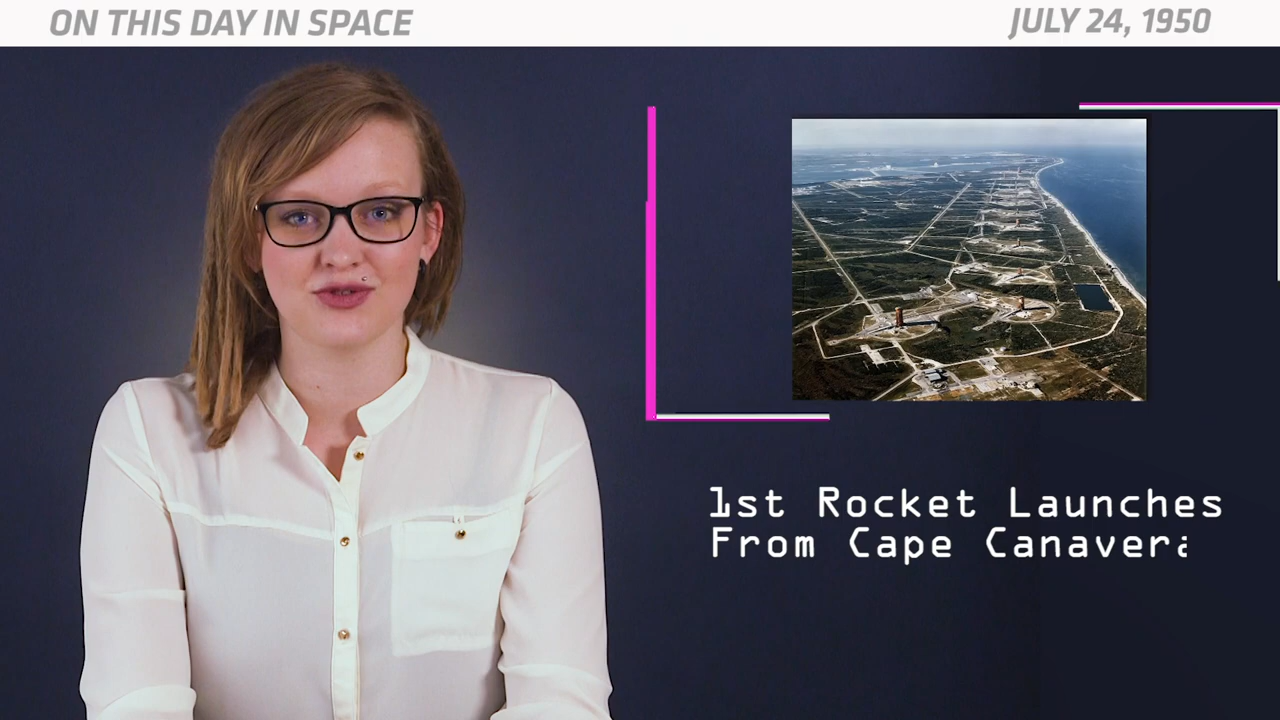 ON THIS DAY IN SPACE
JULY 24, 1950
1st Rocket Launches
From Cape Canavera